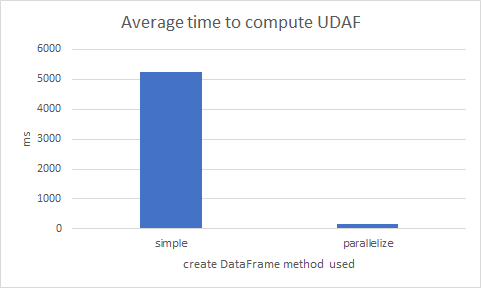 Average time to compute UDAF
6000
5000
4000
3000
2000
1000
0
ms
simple
parallelize
create DataFrame method  used